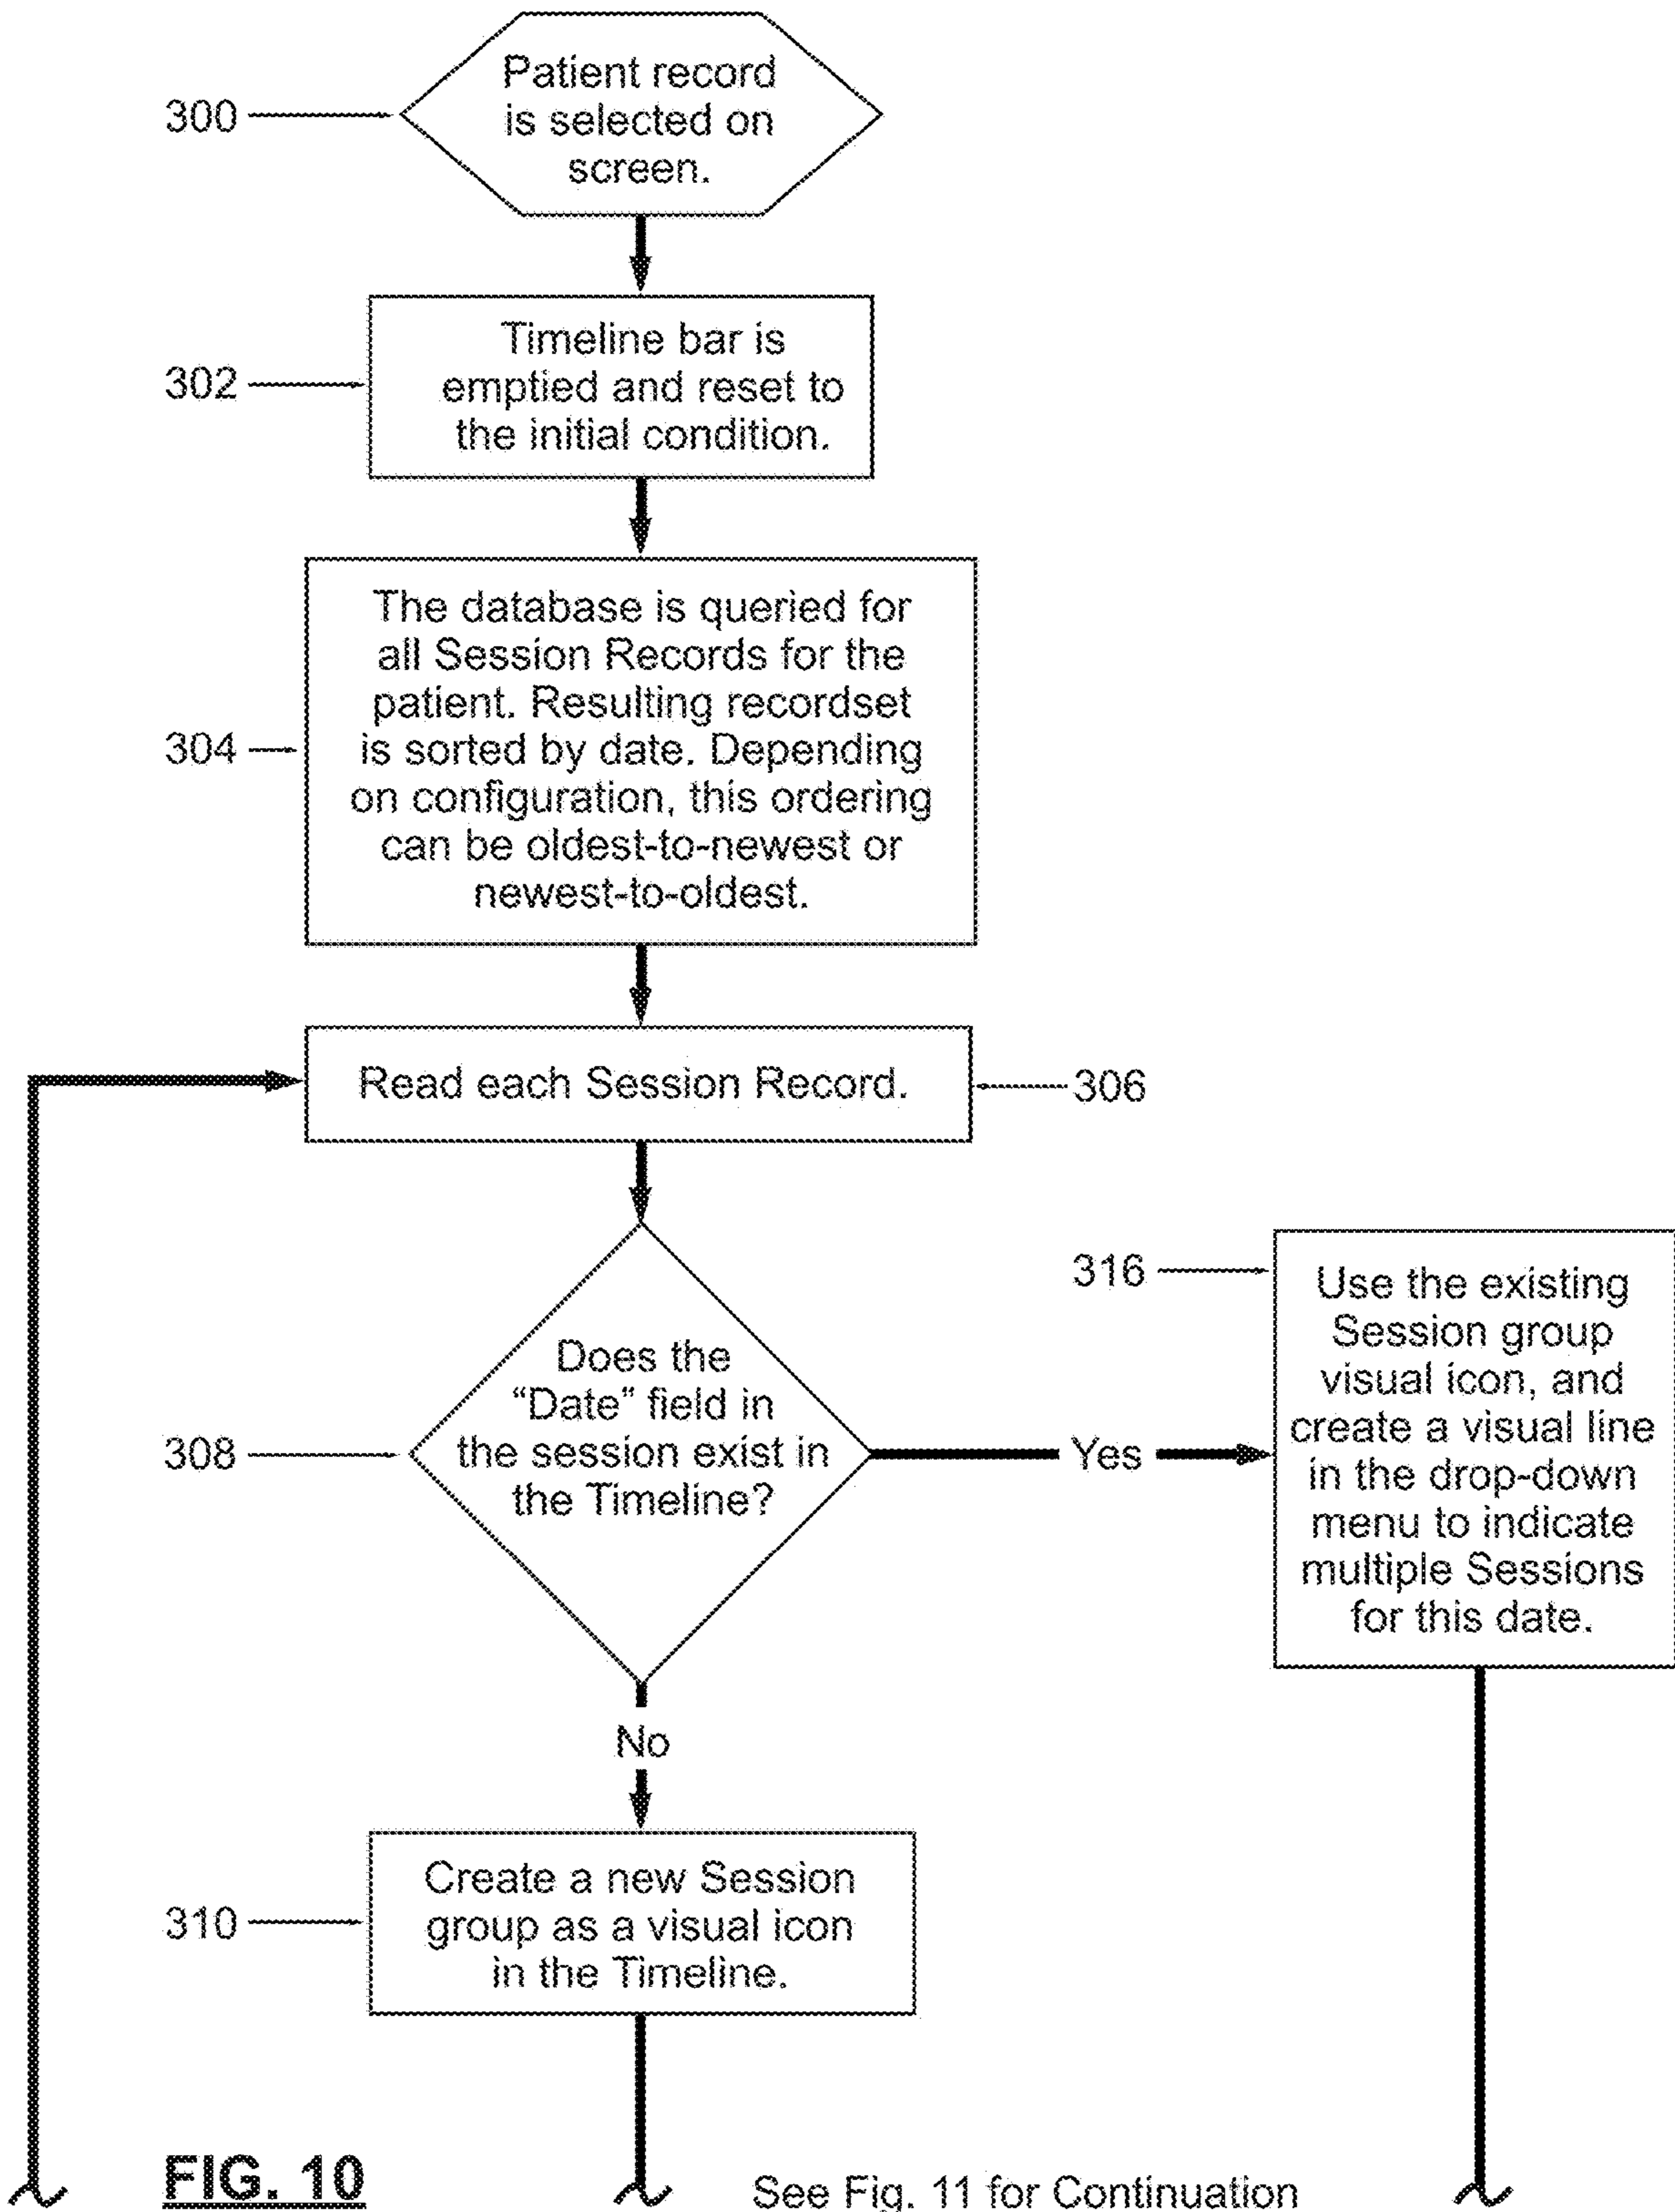 300
Patient record
is selected on
screen.
302
Timeline bar is
emptied and reset to
the initial condition.
304
The database is queried for
all Session Records for the
patient. Resulting recordset
is sorted by date. Depending
on configuration, this ordering
can be oldest-to-newest or
newest-to-oldest.
Read each Session Record.
306
308
Does the
“Date” field in
the session exist in
the Timeline?
Yes
316
Use the existing
Session group
visual icon, and
create a visual line
in the drop-down
menu to indicate
multiple Sessions
for this date.
No
310
Create a new Session
group as a visual icon
in the Timeline.
FIG. 10
See Fig. 11 for Continuation